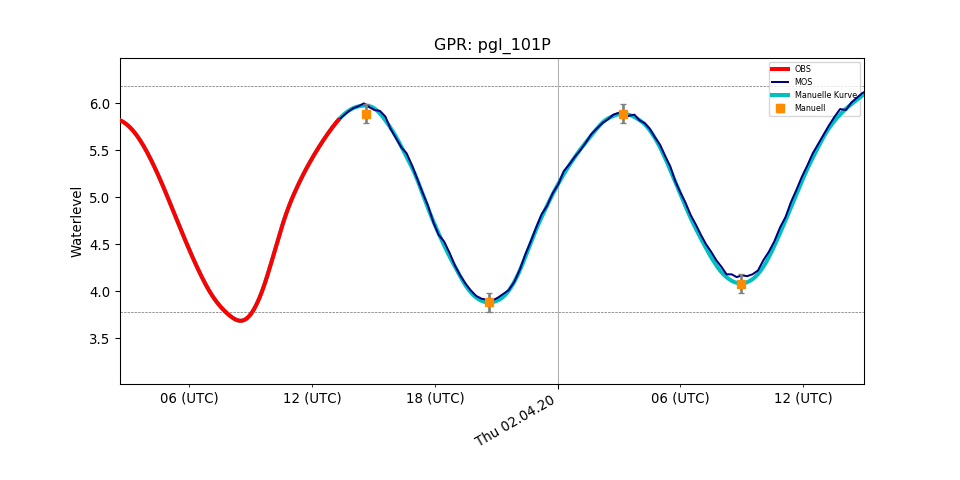 GPR: pgl_101P
OBS
MOS
Manuelle Kurve
Manuell
Waterlevel
6.0
5.5
5.0
4.5
4.0
3.5
06 (UTC)
12 (UTC)
18 (UTC)
Thu 02.04.20
06 (UTC)
12 (UTC)